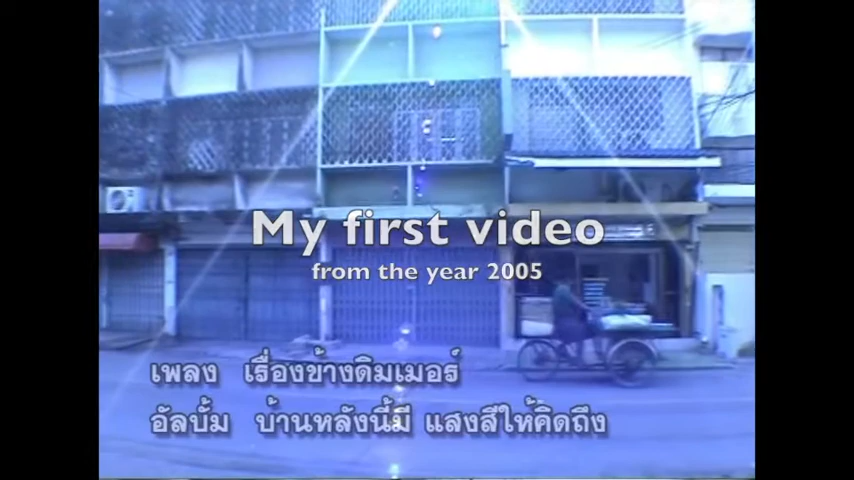 My first video
from the year 2005
เพลง เรื่องข้างดิมเมอร์
อัลบั้ม บ้านหลังนี้มี แสงสีให้คิดถึง